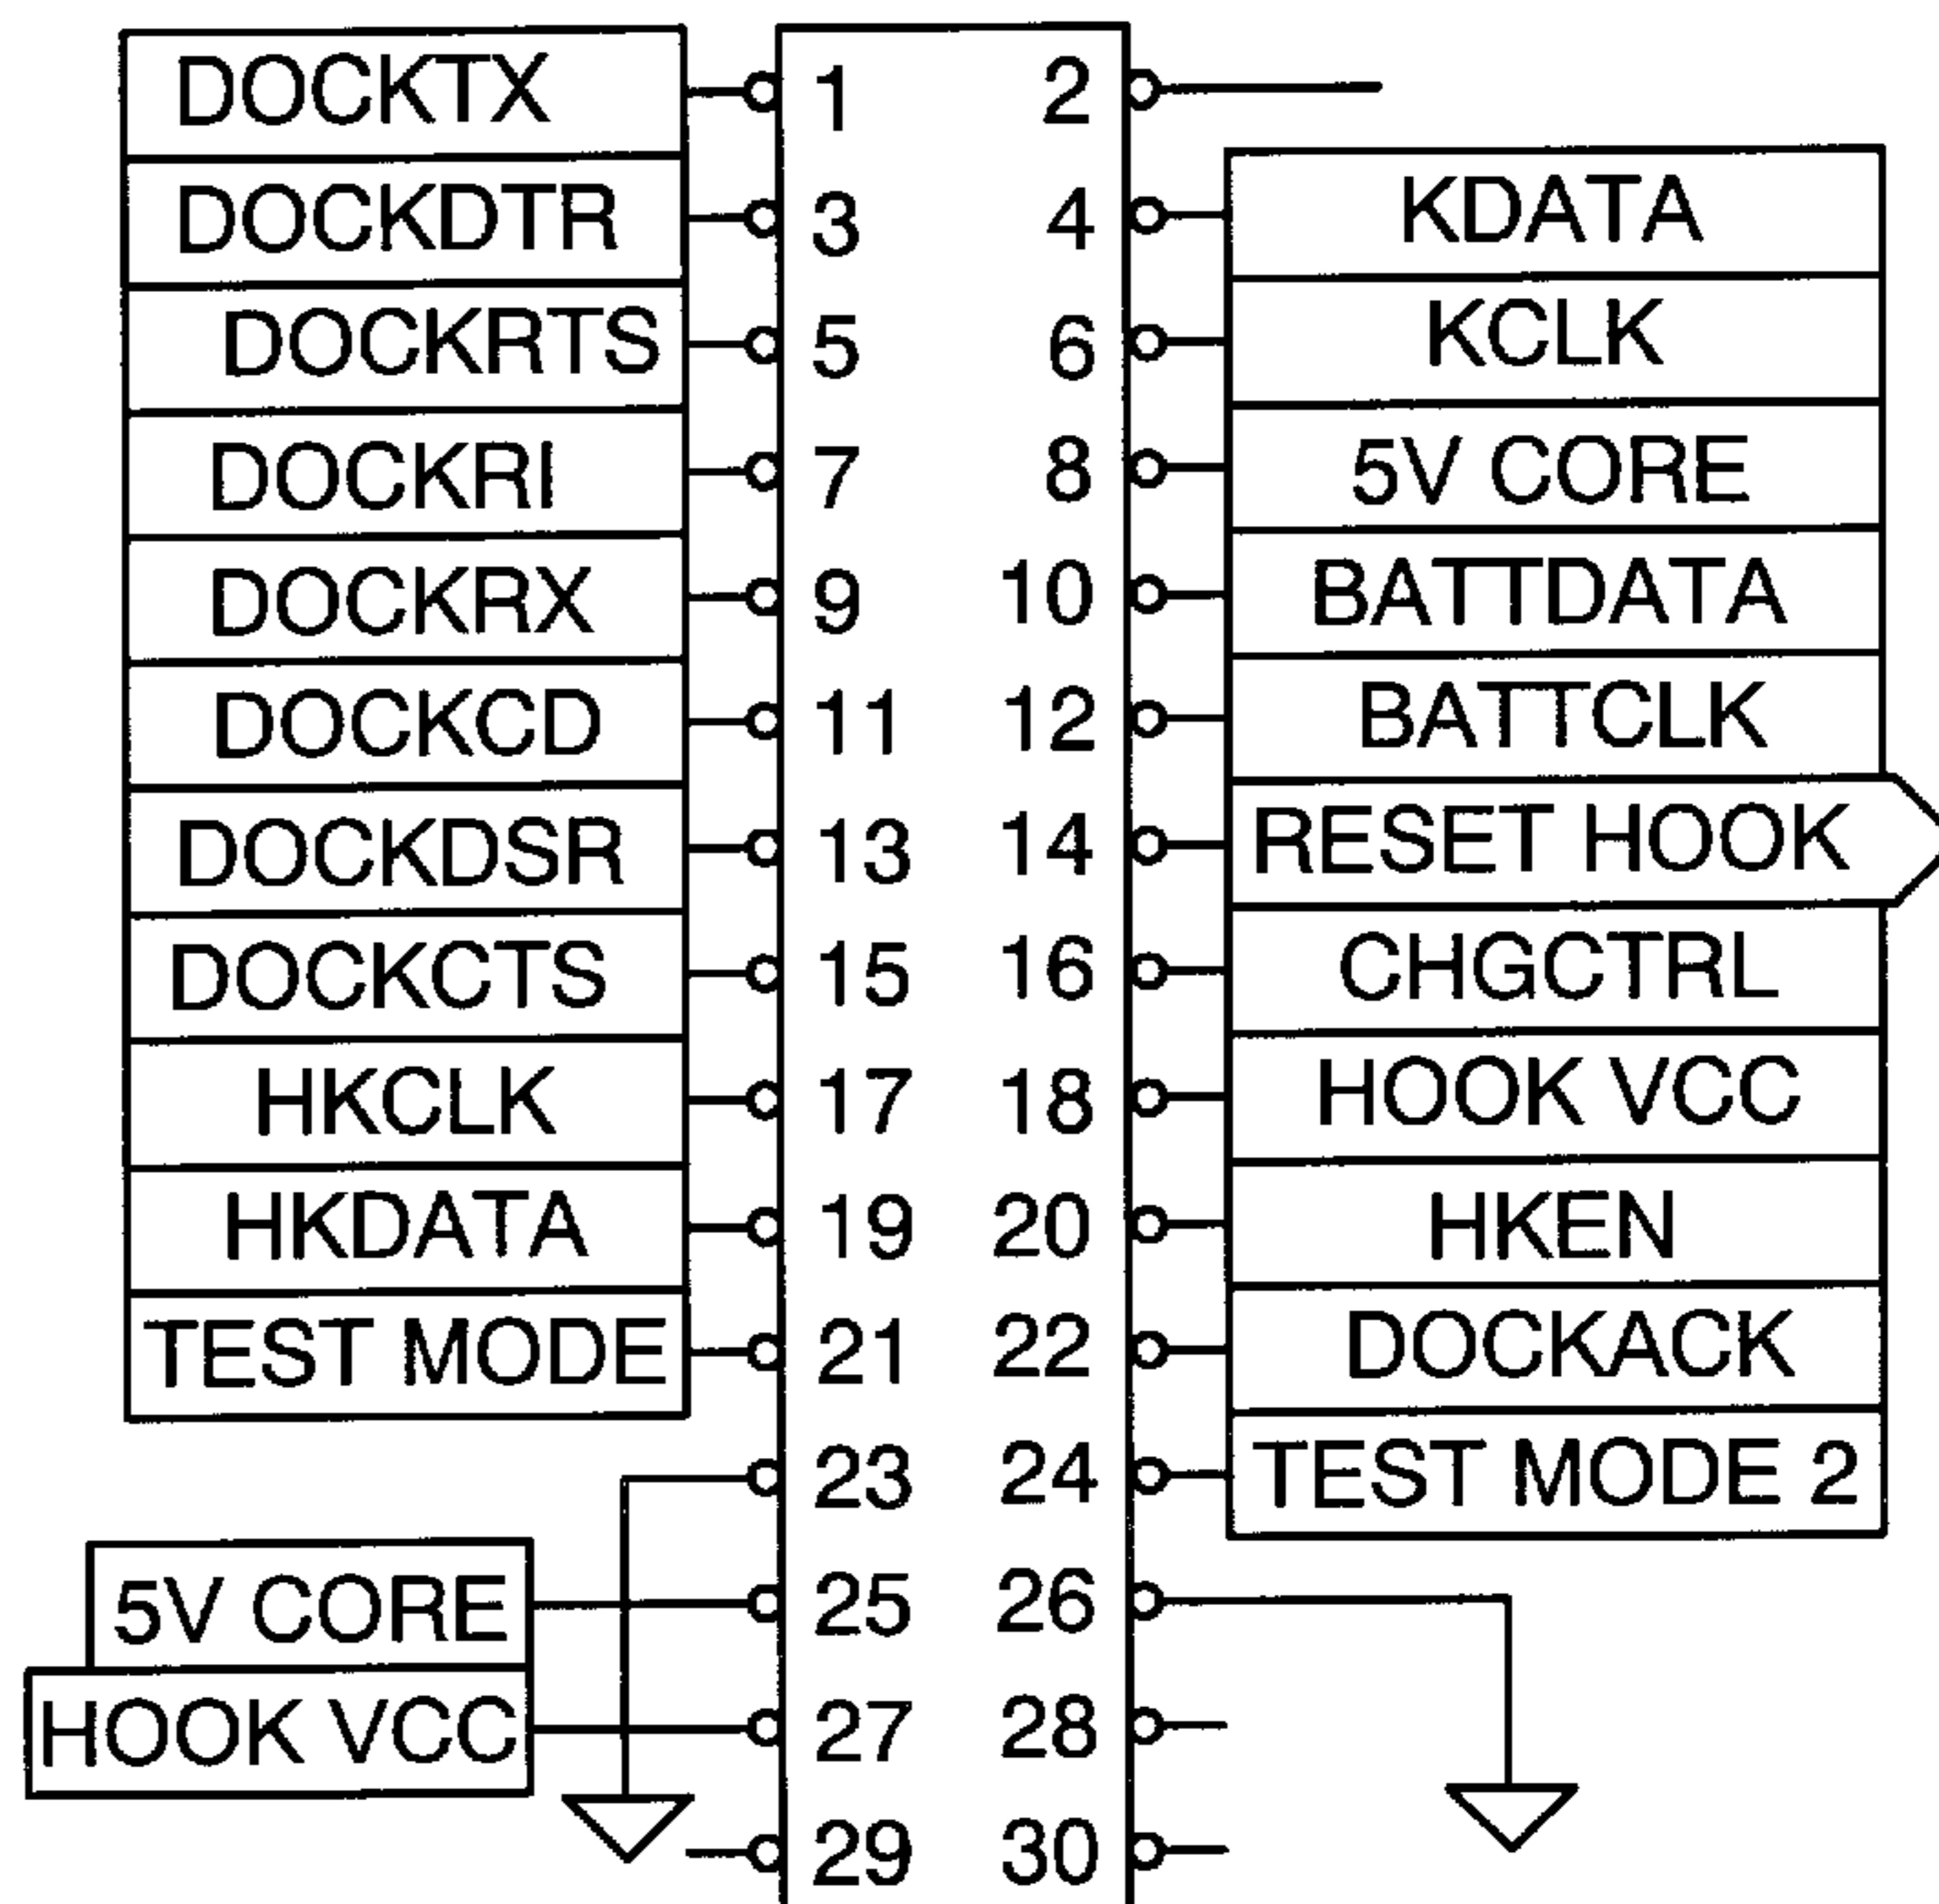 DOCKTX 1 2
DOCKDTR 3 4 KDATA
DOCKRTS 5 6 KCLK
DOCKRI 7 8 5V CORE
DOCKRX 9 10 BATTDATA
DOCKCD 11 12 BATTCLK
DOCKDSR 13 14 RESET HOOK
DOCKCTS 15 16 CHGCTRL
HKCLK 17 18 HOOK VCC
HKDATA 19 20 HKEN
TEST MODE 21 22 DOCKACK
23 24 TEST MODE 2
5V CORE 25 26
HOOK VCC 27 28
29 30